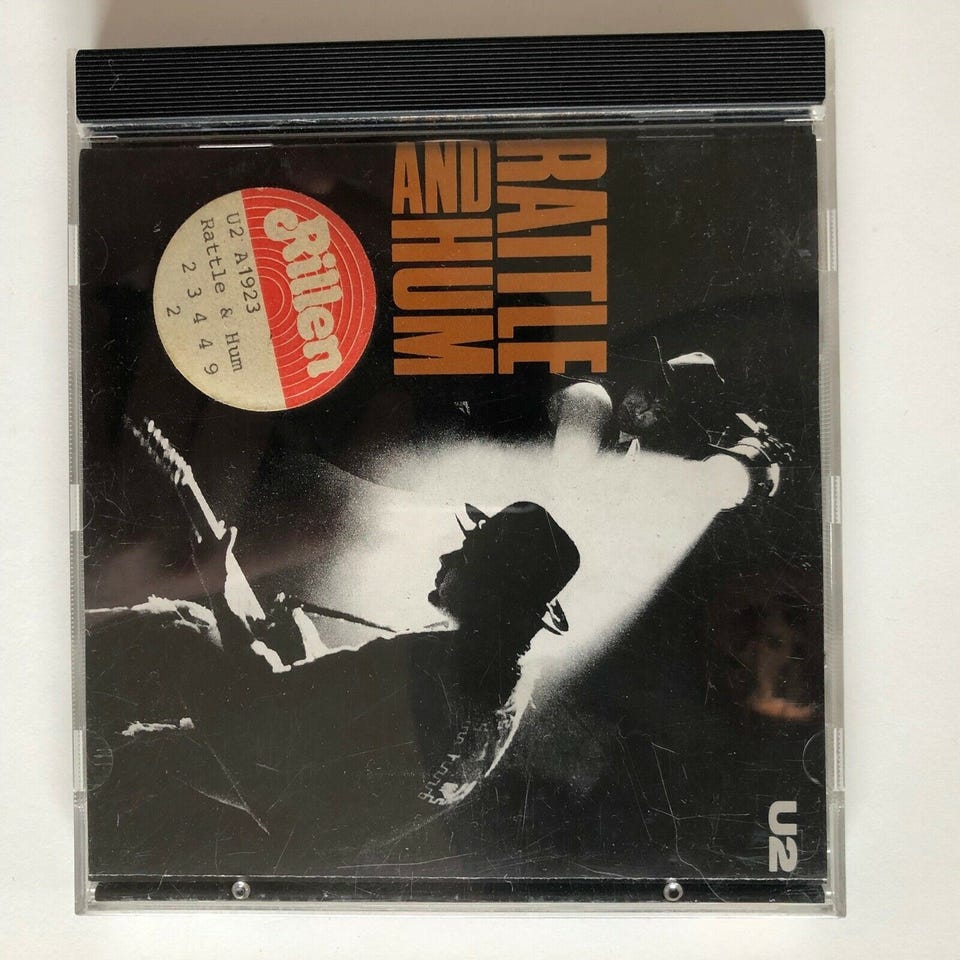 U2
RATTLE
AND HUM
Rillen
U2 A1923
Rattle & Hum
2 3 4 4 9
2